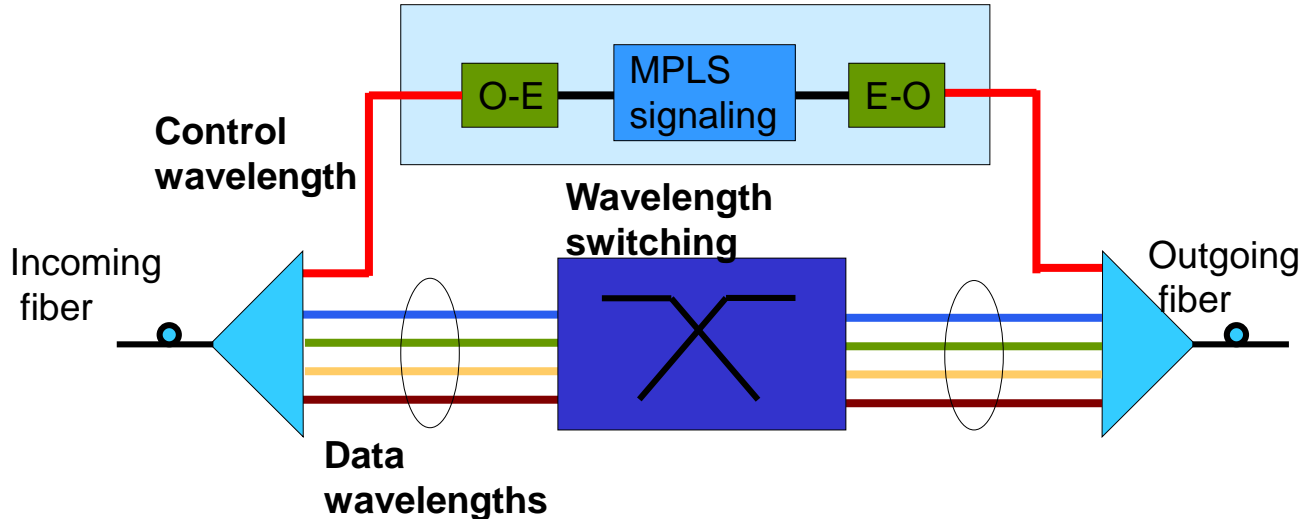 O-E
MPLS
signaling
E-O
Control
wavelength
Wavelength
switching
Incoming
fiber
Outgoing
fiber
Data
wavelengths